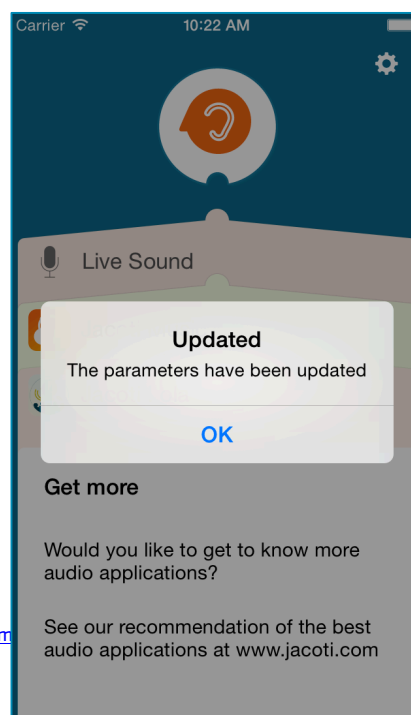 Carrier
10:22 AM
Live Sound
Updated
The parameters have been updated
OK
Get more
Would you like to get to know more
audio applications?
m
See our recommendation of the best
audio applications at www.jacoti.com